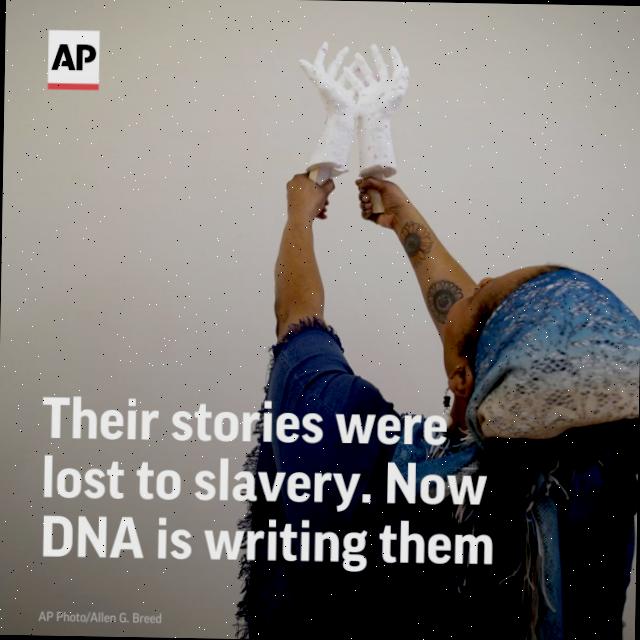 AP
Their stories were
lost to slavery. Now
DNA is writing them
AP Photo/Allen G. Breed